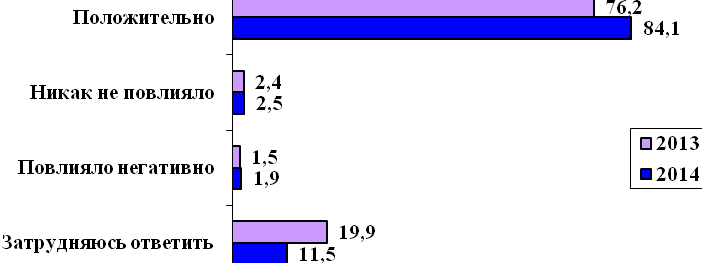 76,2
Положительно
84,1
2,4
Никак не повлияло
2,5
2013
1,5
Повлияло негативно
2014
1,9
19,9
Затрудняюсь ответить
11,5